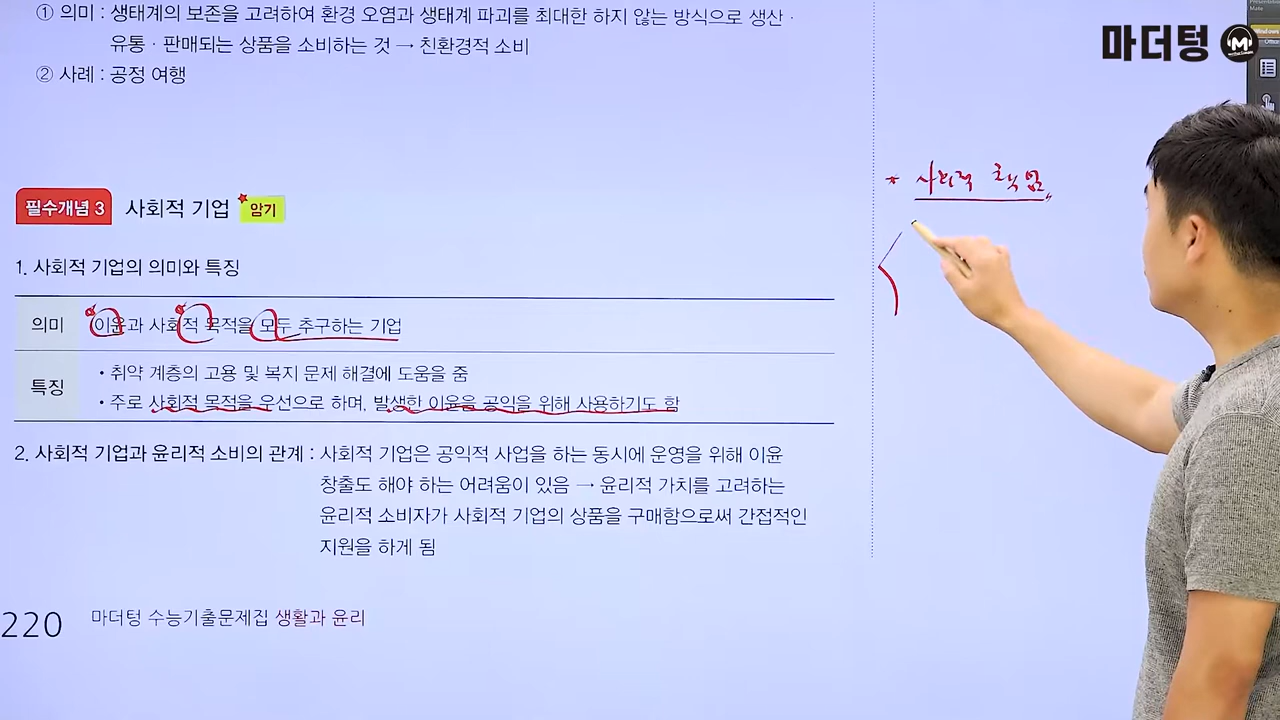 ① 의미 : 생태계의 보존을 고려하여 환경 오염과 생태계 파괴를 최대한 하지 않는 방식으로 생산 ·
유통 · 판매되는 상품을 소비하는 것 → 친환경적 소비
② 사례 : 공정 여행
마더텅
M
필수개념 3 사회적 기업 암기
* 사회적 책임
1. 사회적 기업의 의미와 특징
의미 이윤과 사회적 목적을 모두 추구하는 기업
특징
• 취약 계층의 고용 및 복지 문제 해결에 도움을 줌
• 주로 사회적 목적을 우선으로 하며, 발생한 이윤을 공익을 위해 사용하기도 함
2. 사회적 기업과 윤리적 소비의 관계 : 사회적 기업은 공익적 사업을 하는 동시에 운영을 위해 이윤
창출도 해야 하는 어려움이 있음 → 윤리적 가치를 고려하는
윤리적 소비자가 사회적 기업의 상품을 구매함으로써 간접적인
지원을 하게 됨
220 마더텅 수능기출문제집 생활과 윤리